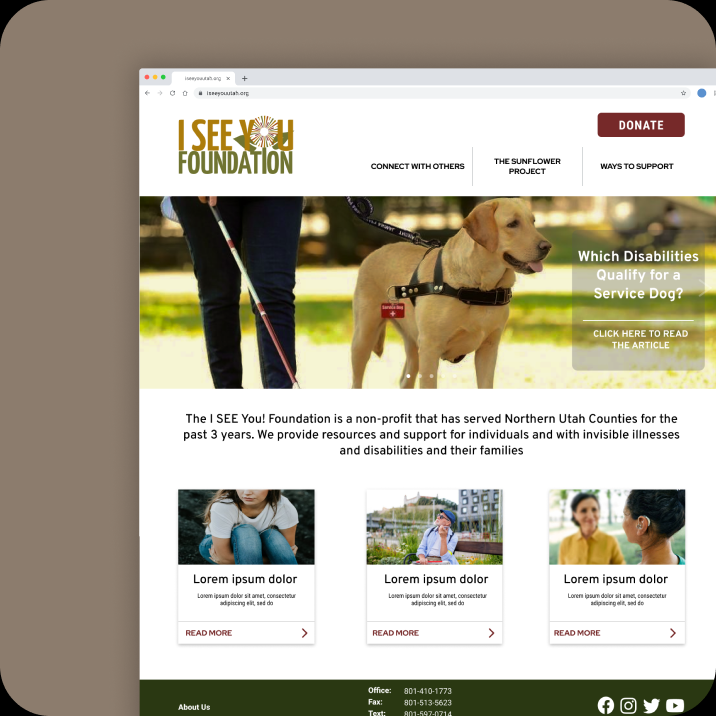 iseeyouutah.org
iseeyouutah.org
I SEE YOU
FOUNDATION
DONATE
CONNECT WITH OTHERS
THE SUNFLOWER
PROJECT
WAYS TO SUPPORT
Service Dog
Which Disabilities
Qualify for a
Service Dog?
CLICK HERE TO READ
THE ARTICLE
The I SEE You! Foundation is a non-profit that has served Northern Utah Counties for the
past 3 years. We provide resources and support for individuals and with invisible illnesses
and disabilities and their families
Lorem ipsum dolor
Lorem ipsum dolor sit amet, consectetur
adipiscing elit, sed do
READ MORE
Lorem ipsum dolor
Lorem ipsum dolor sit amet, consectetur
adipiscing elit, sed do
READ MORE
Lorem ipsum dolor
Lorem ipsum dolor sit amet, consectetur
adipiscing elit, sed do
READ MORE
About Us
Office: 801-410-1773
Fax: 801-513-5623
Text: 801-597-0714